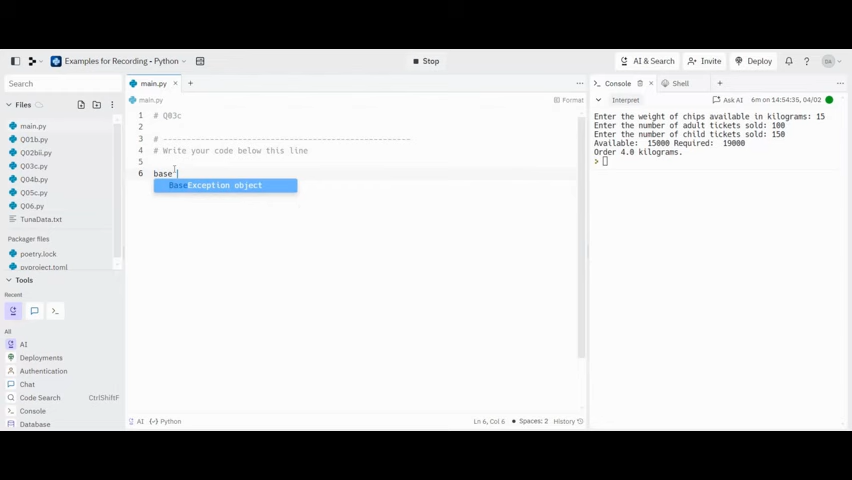 Examples for Recording - Python
Stop
AI & Search
Invite
Deploy
DA
Search
main.py
Console
Shell
Files
main.py
Format
Interpret
Ask AI
6m on 14:54:35, 04/02
main.py
Q01b.py
Q02bii.py
Q03c.py
Q04b.py
Q05c.py
Q06.py
TunaData.txt
Packager files
poetry.lock
pyproject.toml
Tools
Recent
All
AI
Deployments
Authentication
Chat
Code Search CtrlShiftF
Console
Database
1 # Q03c
2
3 # ----------------------------------------------------
4 # Write your code below this line
5
6 base
BaseException object
Enter the weight of chips available in kilograms: 15
Enter the number of adult tickets sold: 100
Enter the number of child tickets sold: 150
Available: 15000 Required: 19000
Order 4.0 kilograms.
AI Python
Ln 6, Col 6 Spaces: 2 History